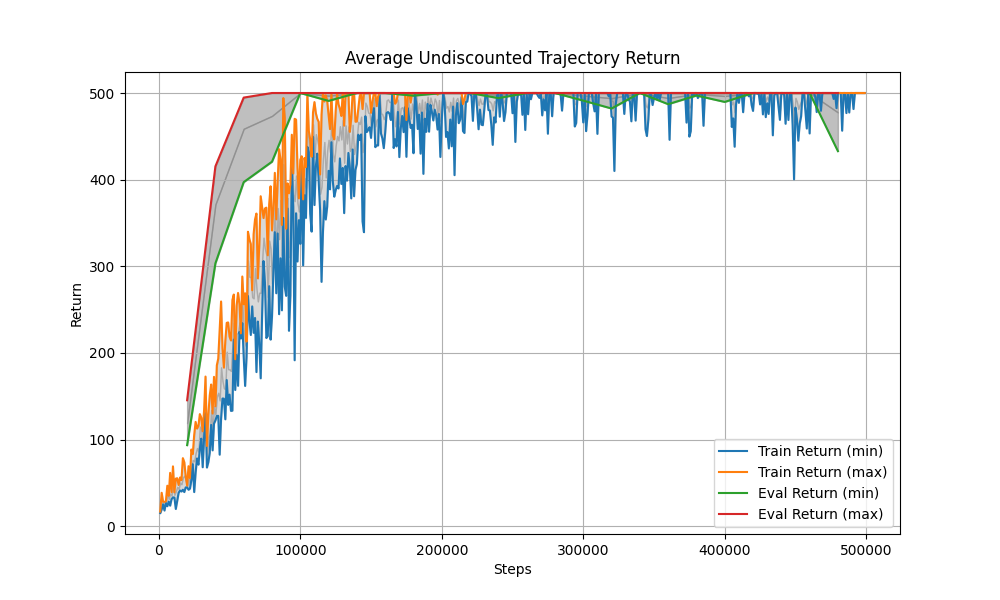 Average Undiscounted Trajectory Return
Return
500
400
300
200
100
0
0 100000 200000 300000 400000 500000
Steps
Train Return (min)
Train Return (max)
Eval Return (min)
Eval Return (max)